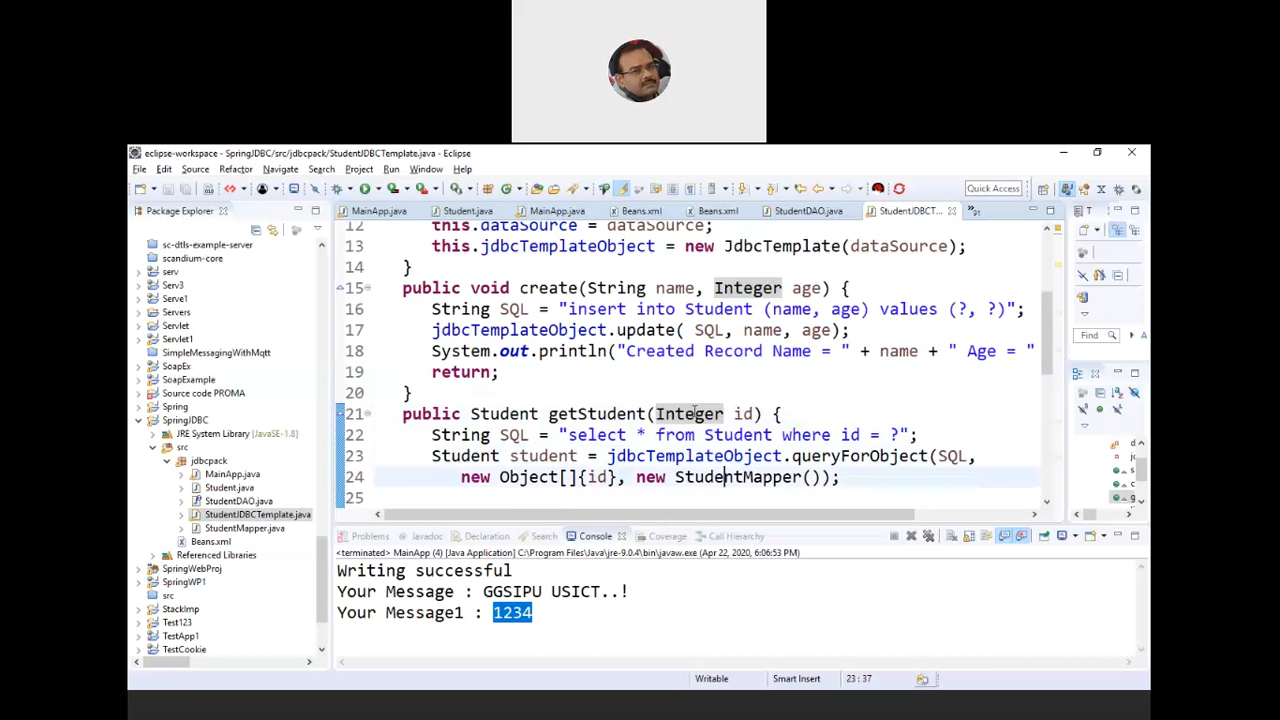 eclipse-workspace - SpringJDBC/src/jdbcpack/StudentJDBCTemplate.java - Eclipse
File Edit Source Refactor Navigate Search Project Run Window Help
Quick Access
Package Explorer
MainApp.java Student.java MainApp.java Beans.xml Beans.xml StudentDAO.java StudentJDBCT... »91
sc-dtls-example-server
scandium-core
serv
Serv3
Serve1
Servers
Servlet
Servlet1
SimpleMessagingWithMqtt
SoapEx
SoapExample
Source code PROMA
Spring
SpringJDBC
JRE System Library [JavaSE-1.8]
src
jdbcpack
MainApp.java
Student.java
StudentDAO.java
StudentJDBCTemplate.java
StudentMapper.java
Beans.xml
Referenced Libraries
SpringWebProj
SpringWP1
src
StackImp
Test123
TestApp1
TestCookie
12 this.dataSource = dataSource;
13 this.jdbcTemplateObject = new JdbcTemplate(dataSource);
14 }
15 public void create(String name, Integer age) {
16 String SQL = "insert into Student (name, age) values (?, ?)";
17 jdbcTemplateObject.update( SQL, name, age);
18 System.out.println("Created Record Name = " + name + " Age = "
19 return;
20 }
21 public Student getStudent(Integer id) {
22 String SQL = "select * from Student where id = ?";
23 Student student = jdbcTemplateObject.queryForObject(SQL,
24 new Object[]{id}, new StudentMapper());
25
T
Find
A
Problems Javadoc Declaration Search Console Coverage Call Hierarchy
<terminated> MainApp (4) [Java Application] C:\Program Files\Java\jre-9.0.4\bin\javaw.exe (Apr 22, 2020, 6:06:53 PM)
Writing successful
Your Message : GGSIPU USICT..!
Your Message1 : 1234
Writable Smart Insert 23 : 37